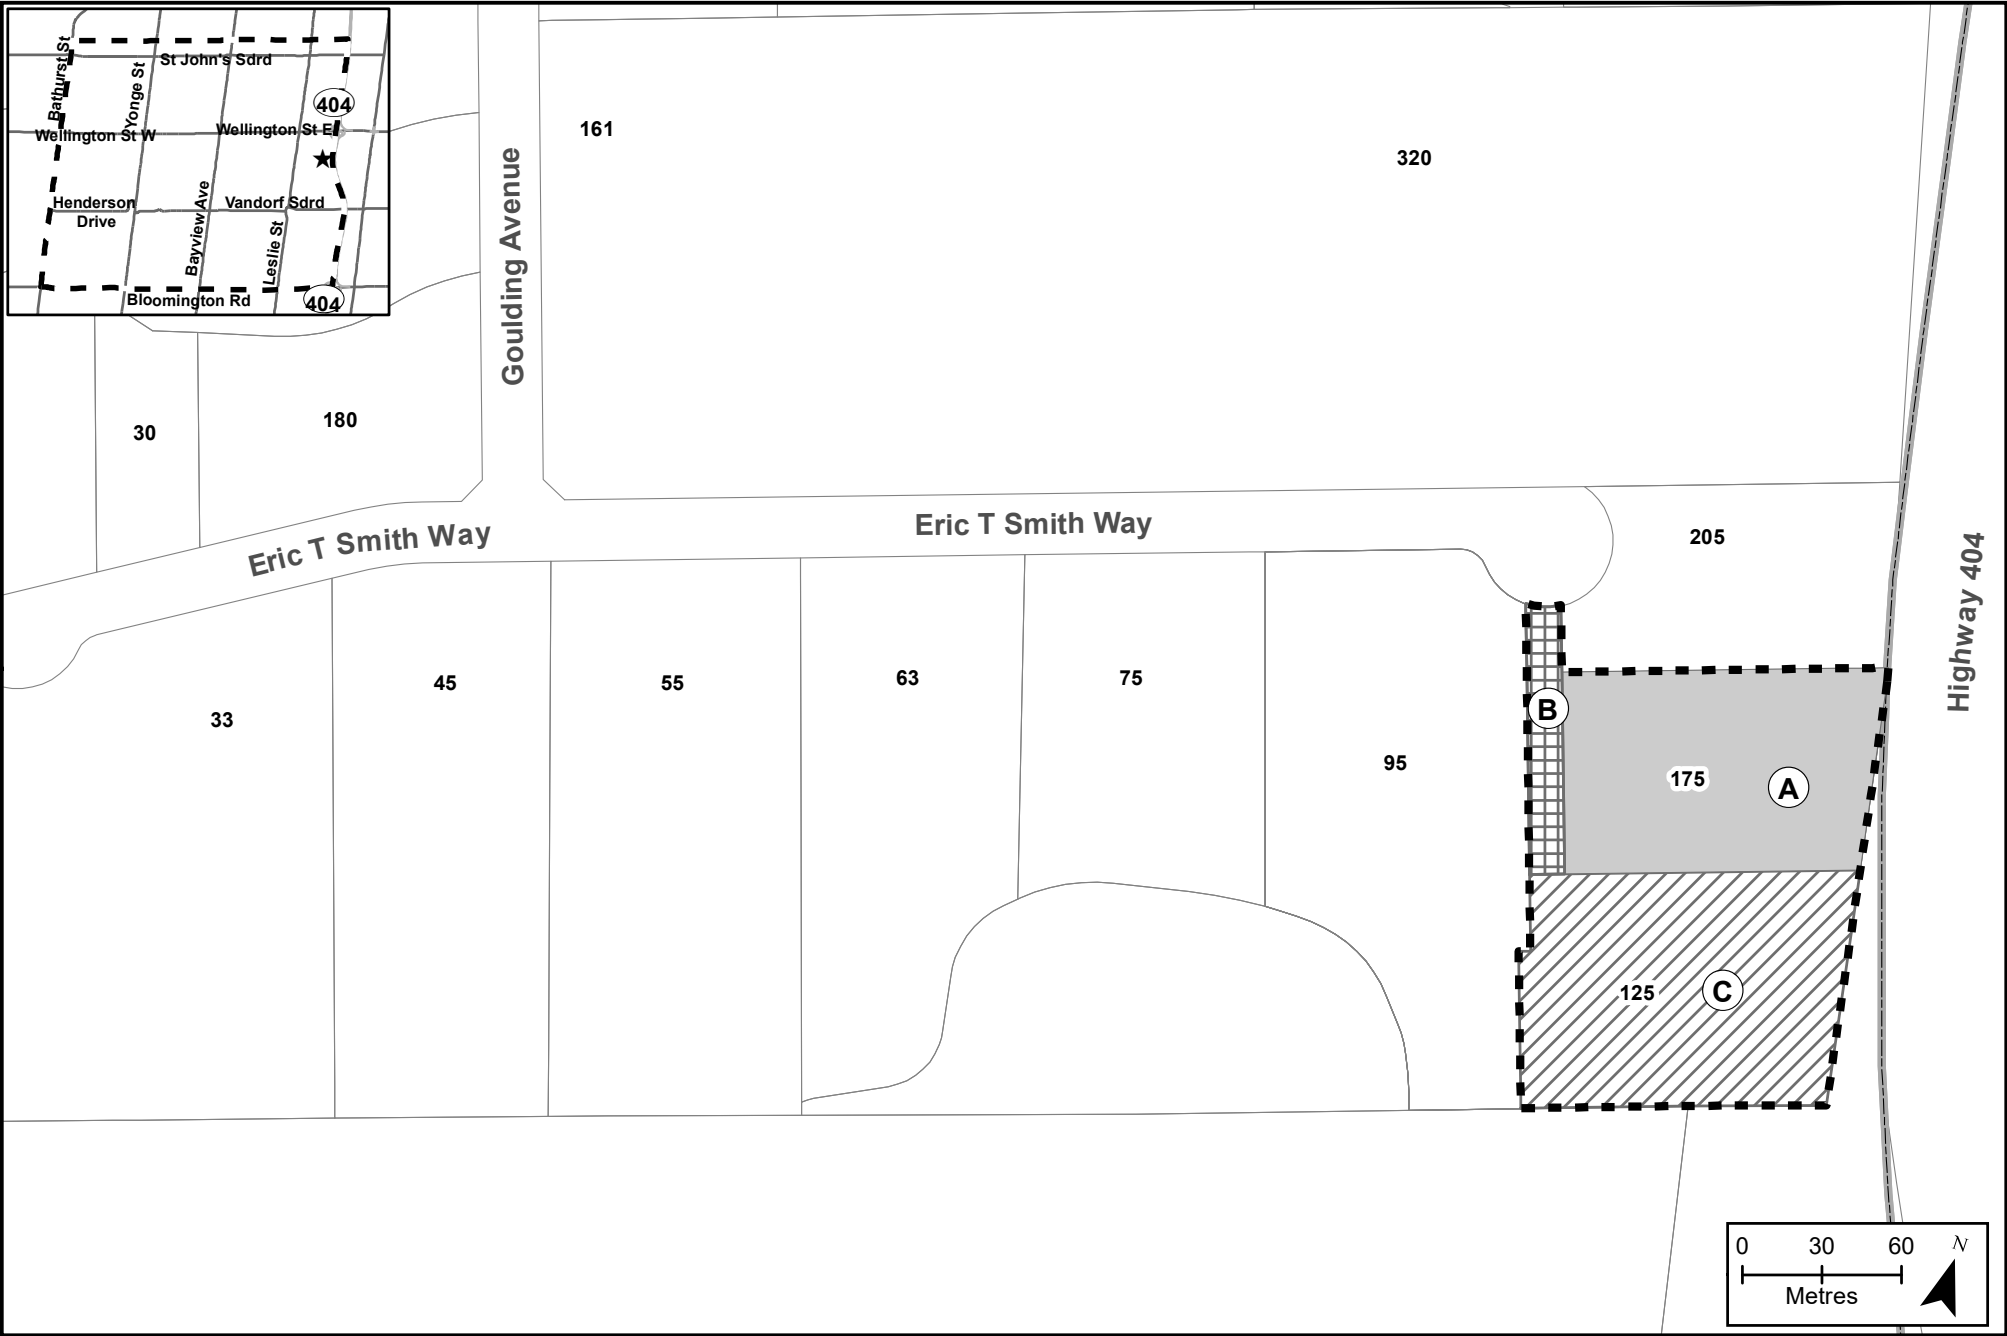 Bathurst St
Yonge St
St John's Sdrd
404
Wellington St W
Wellington St E
Henderson
Drive
Bayview Ave
Vandorf Sdrd
Leslie St
Bloomington Rd
404
161
320
Goulding Avenue
30
180
Eric T Smith Way
Eric T Smith Way
205
Highway 404
33
45
55
63
75
95
B
175
A
125
C
0 30 60
N
Metres